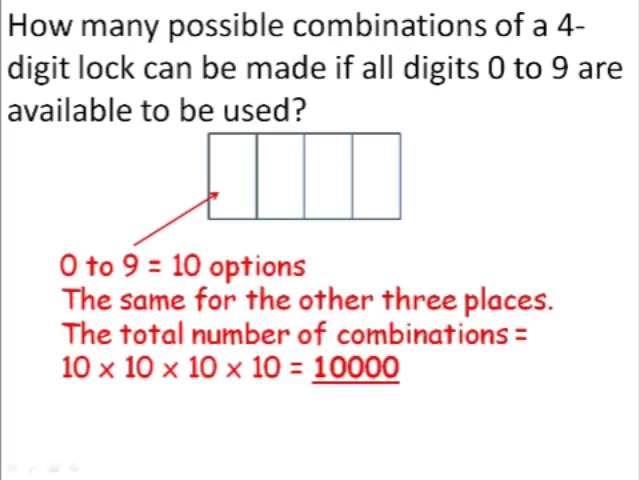 How many possible combinations of a 4-
digit lock can be made if all digits 0 to 9 are
available to be used?
0 to 9 = 10 options
The same for the other three places.
The total number of combinations =
10 x 10 x 10 x 10 = 10000